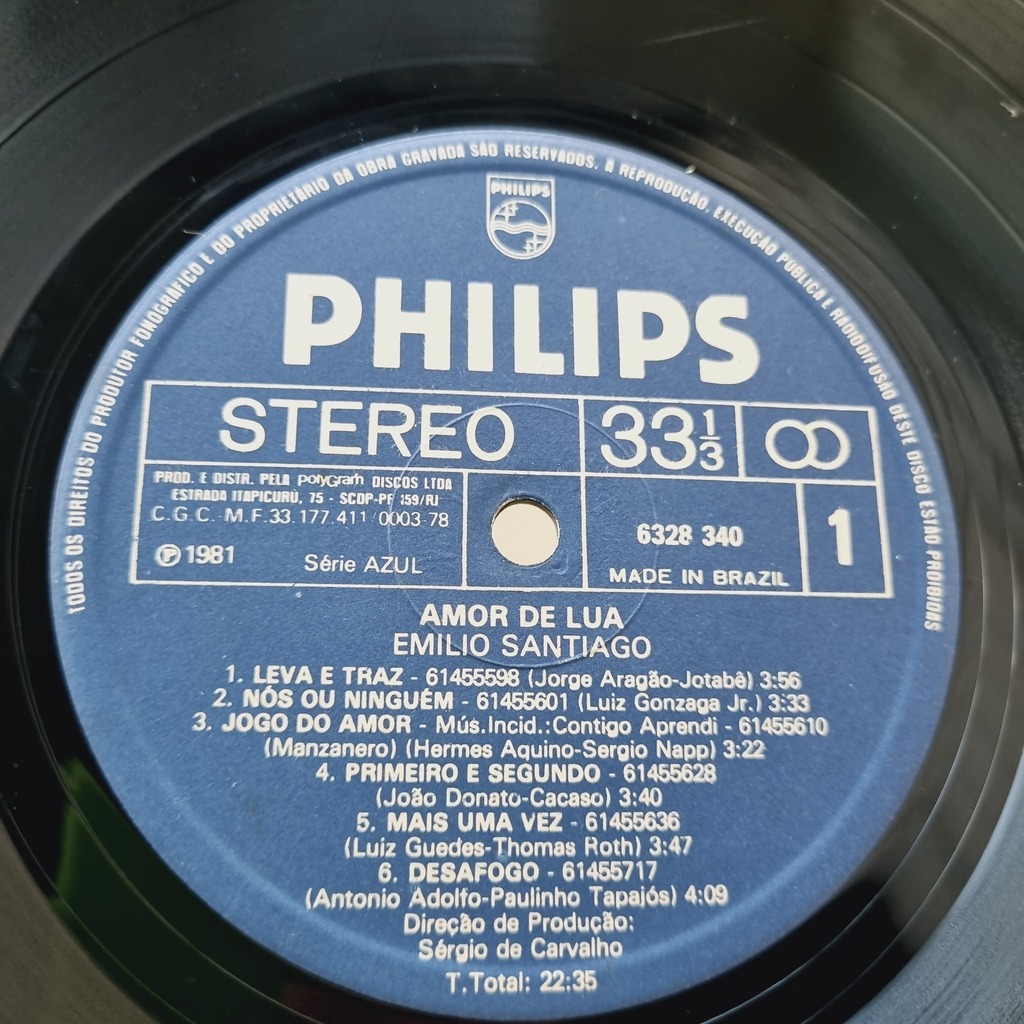 TODOS OS DIREITOS DO PRODUTOR FONOGRÁFICO E DO PROPRIETÁRIO DA OBRA GRAVADA SÃO RESERVADOS. A REPRODUÇÃO, EXECUÇÃO PÚBLICA E RADIODIFUSÃO DESTE DISCO ESTÃO PROIBIDAS
PHILIPS
PHILIPS
STEREO
33 1/3
PROD. E DISTR. PELA polyGram DISCOS LTDA
ESTRADA ITAPICURÚ, 75 - SCDP-PF 159/RJ
C.G.C.-M.F.33.177.411/0003-78
Ⓟ 1981 Série AZUL
6328 340
MADE IN BRAZIL
1
AMOR DE LUA
EMILIO SANTIAGO
1. LEVA E TRAZ - 61455598 (Jorge Aragão-Jotabê) 3:56
2. NÓS OU NINGUÉM - 61455601 (Luiz Gonzaga Jr.) 3:33
3. JOGO DO AMOR - Mús.Incid.:Contigo Aprendi - 61455610
(Manzanero) (Hermes Aquino-Sergio Napp) 3:22
4. PRIMEIRO E SEGUNDO - 61455628
(João Donato-Cacaso) 3:40
5. MAIS UMA VEZ - 61455636
(Luiz Guedes-Thomas Roth) 3:47
6. DESAFOGO - 61455717
(Antonio Adolfo-Paulinho Tapajós) 4:09
Direção de Produção:
Sérgio de Carvalho
T.Total: 22:35